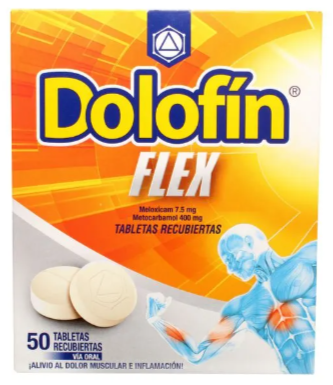 Dolofín®
FLEX
Meloxicam 7.5 mg
Metocarbamol 400 mg
TABLETAS RECUBIERTAS
50 TABLETAS
RECUBIERTAS
VÍA ORAL
¡ALIVIO AL DOLOR MUSCULAR E INFLAMACIÓN!